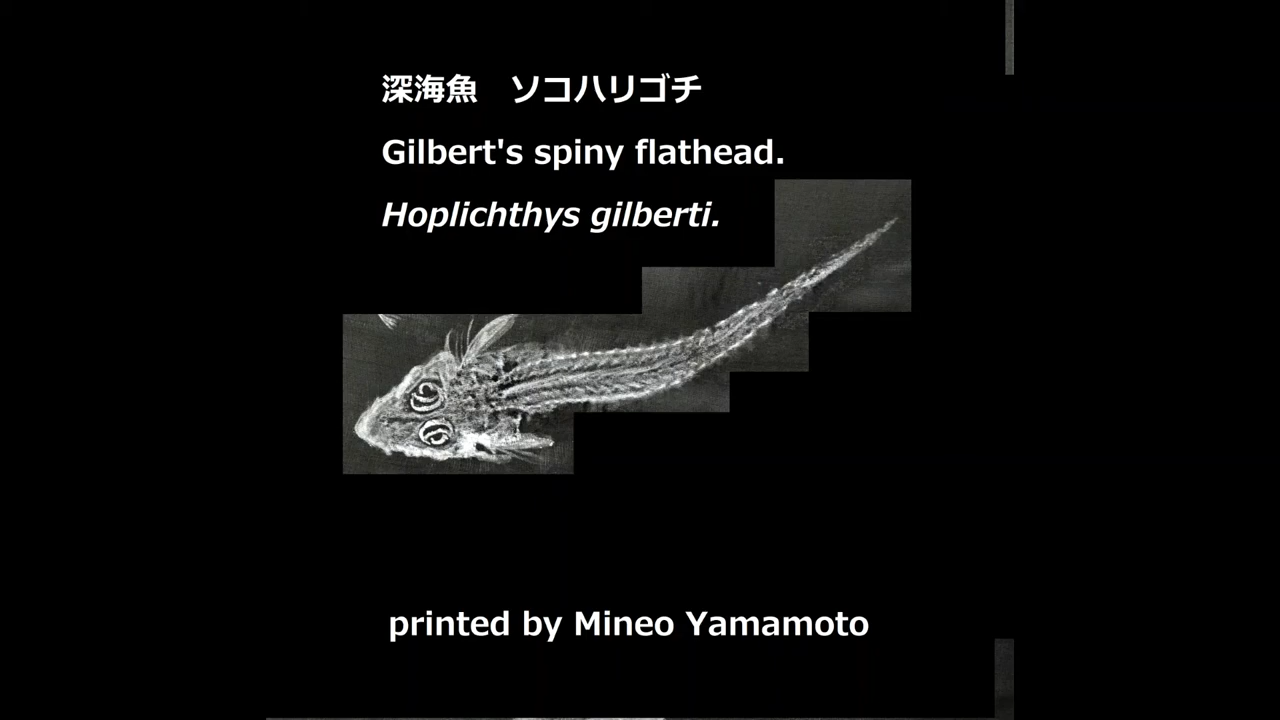 深海魚　ソコハリゴチ
Gilbert's spiny flathead.
Hoplichthys gilberti.
printed by Mineo Yamamoto